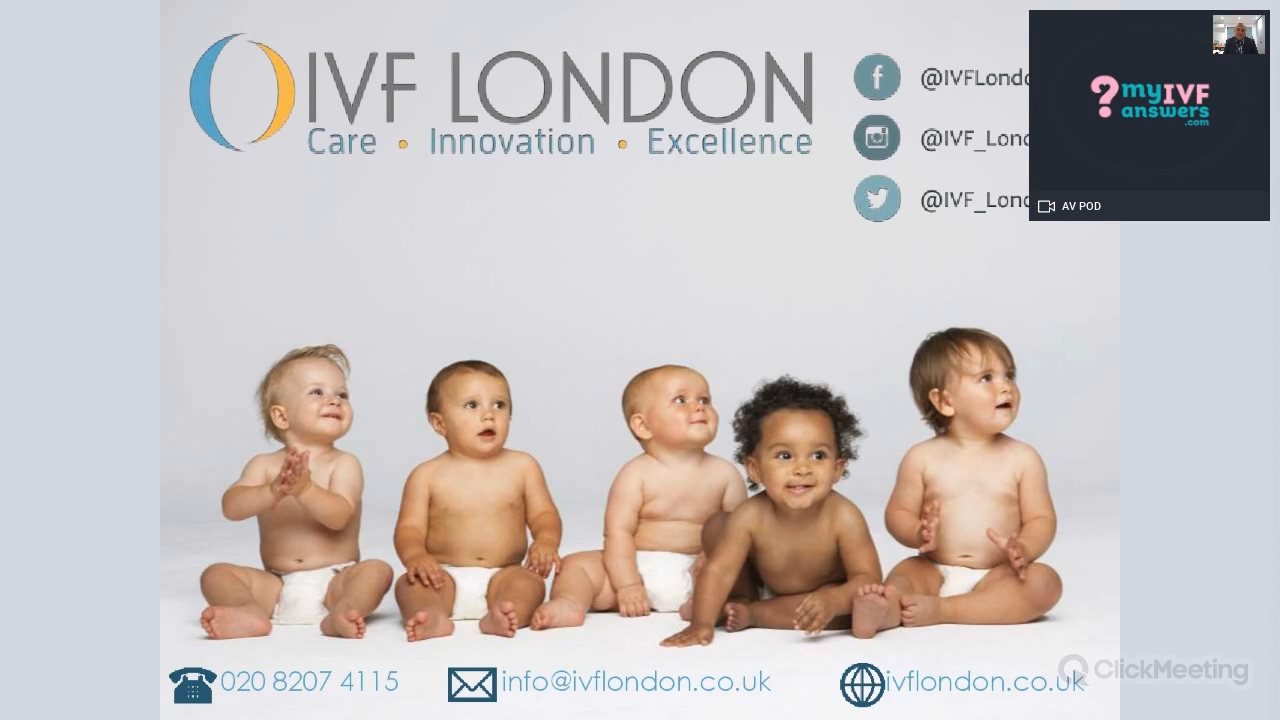 IVF LONDON
Care • Innovation • Excellence
f @IVFLond
@IVF_Lond
@IVF_Lond
?myIVF
answers
.com
AV POD
020 8207 4115
info@ivflondon.co.uk
ivflondon.co.uk
ClickMeeting